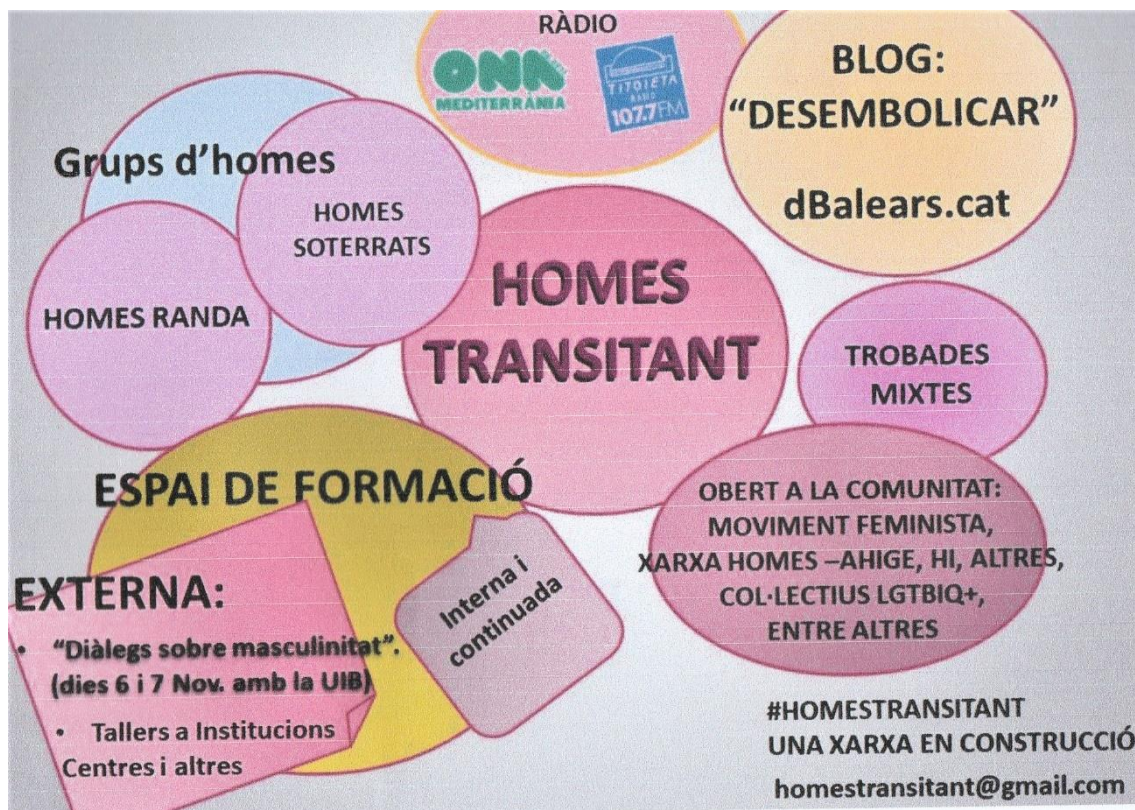 RÀDIO
ONA
MEDITERRÀNIA
TITOIETA
RÀDIO
107.7FM
BLOG:
“DESEMBOLICAR”
dBalears.cat
Grups d’homes
HOMES
SOTERRATS
HOMES RANDA
HOMES
TRANSITANT
TROBADES
MIXTES
ESPAI DE FORMACIÓ
EXTERNA:
• “Diàlegs sobre masculinitat”.
(dies 6 i 7 Nov. amb la UIB)
• Tallers a Institucions
Centres i altres
Interna i
continuada
OBERT A LA COMUNITAT:
MOVIMENT FEMINISTA,
XARXA HOMES –AHIGE, HI, ALTRES,
COL·LECTIUS LGTBIQ+,
ENTRE ALTRES
#HOMESTRANSITANT
UNA XARXA EN CONSTRUCCIÓ
homestransitant@gmail.com